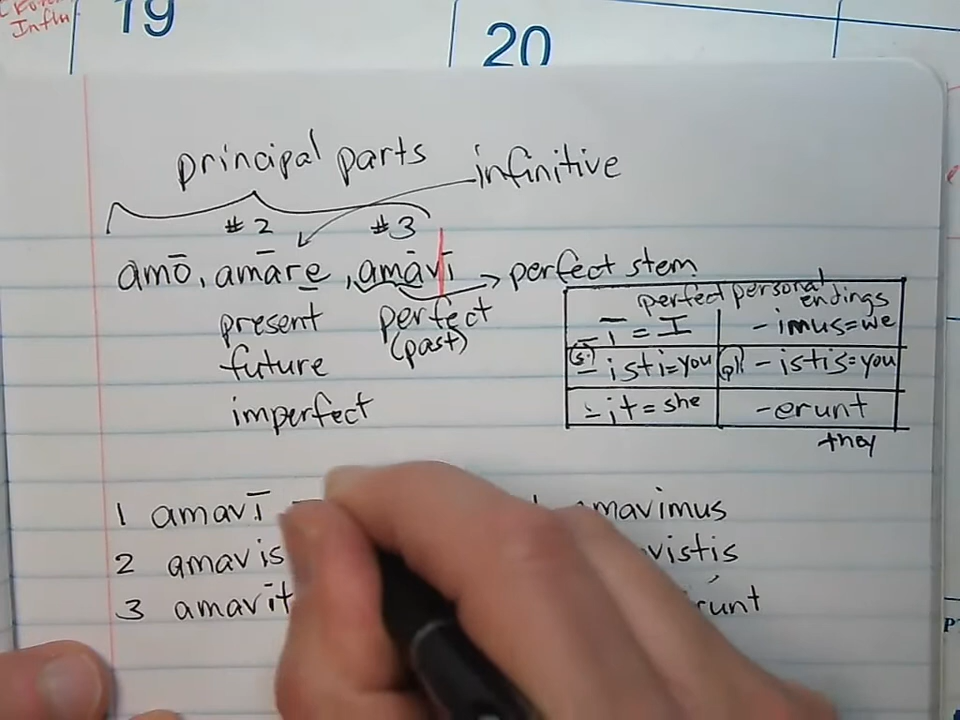 19
20
principal parts infinitive
#2 #3
amō, amāre, amāvī → perfect stem
present
future
imperfect
perfect
(past)
perfect personal
endings
-ī = I -imus=we
(s.) -isti=you (pl) -istis=you
-it=she -erunt
they
1 amavī amavimus
2 amavis vistis
3 amavit runt